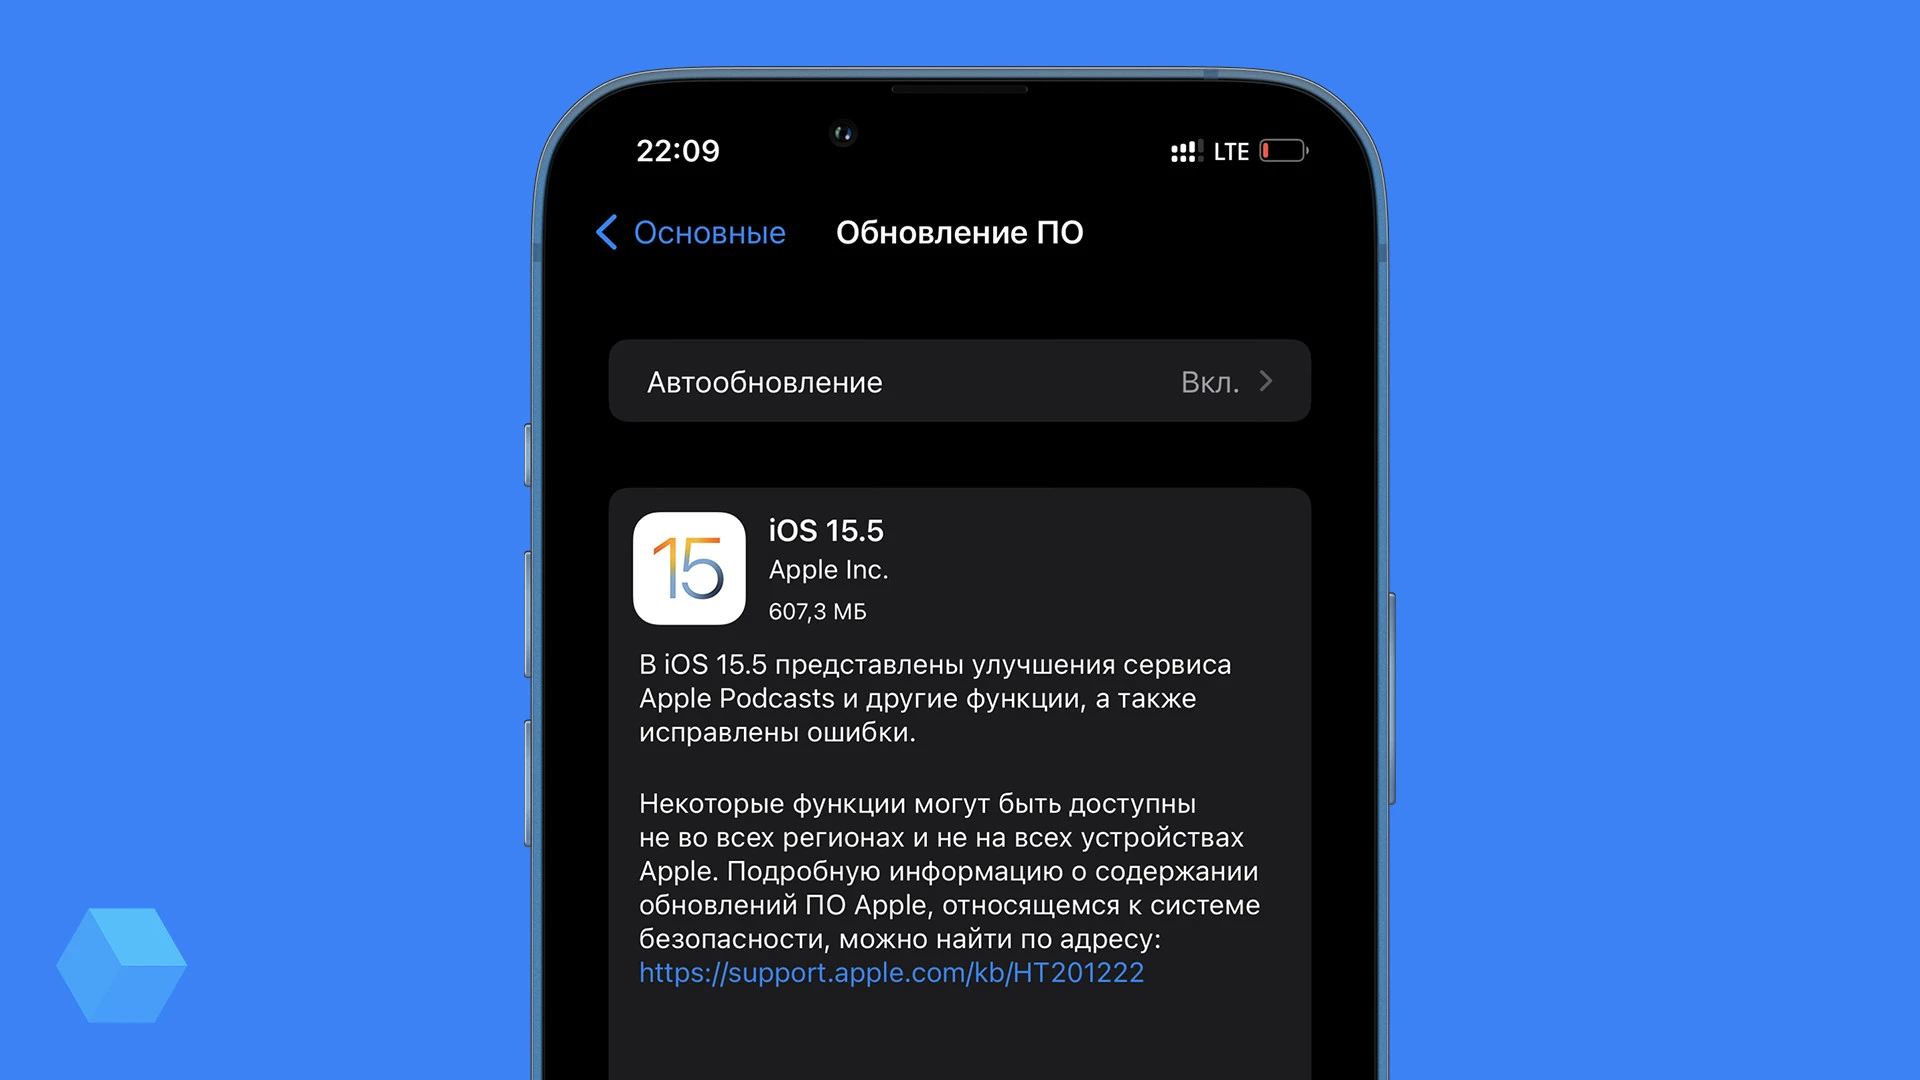 22:09
LTE
Основные
Обновление ПО
Автообновление
Вкл.
15
iOS 15.5
Apple Inc.
607,3 МБ
В iOS 15.5 представлены улучшения сервиса
Apple Podcasts и другие функции, а также
исправлены ошибки.
Некоторые функции могут быть доступны
не во всех регионах и не на всех устройствах
Apple. Подробную информацию о содержании
обновлений ПО Apple, относящемся к системе
безопасности, можно найти по адресу:
https://support.apple.com/kb/HT201222